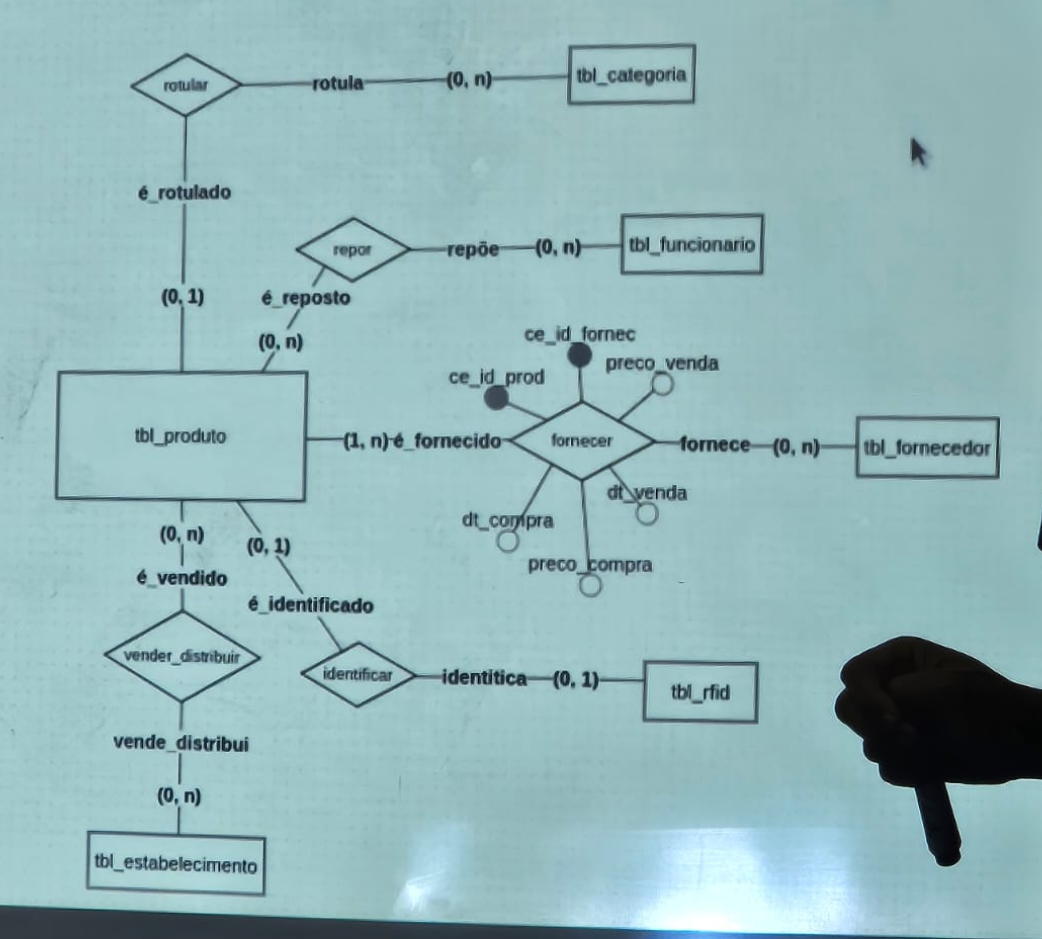 rotular
rotula
(0, n)
tbl_categoria
é_rotulado
(0, 1)
repor
repõe
(0, n)
tbl_funcionario
é_reposto
(0, n)
ce_id_fornec
preco_venda
ce_id_prod
tbl_produto
(1, n)
é_fornecido
fornecer
fornece
(0, n)
tbl_fornecedor
dt_venda
dt_compra
preco_compra
(0, n)
(0, 1)
é_vendido
é_identificado
vender_distribuir
identificar
identitica
(0, 1)
tbl_rfid
vende_distribui
(0, n)
tbl_estabelecimento